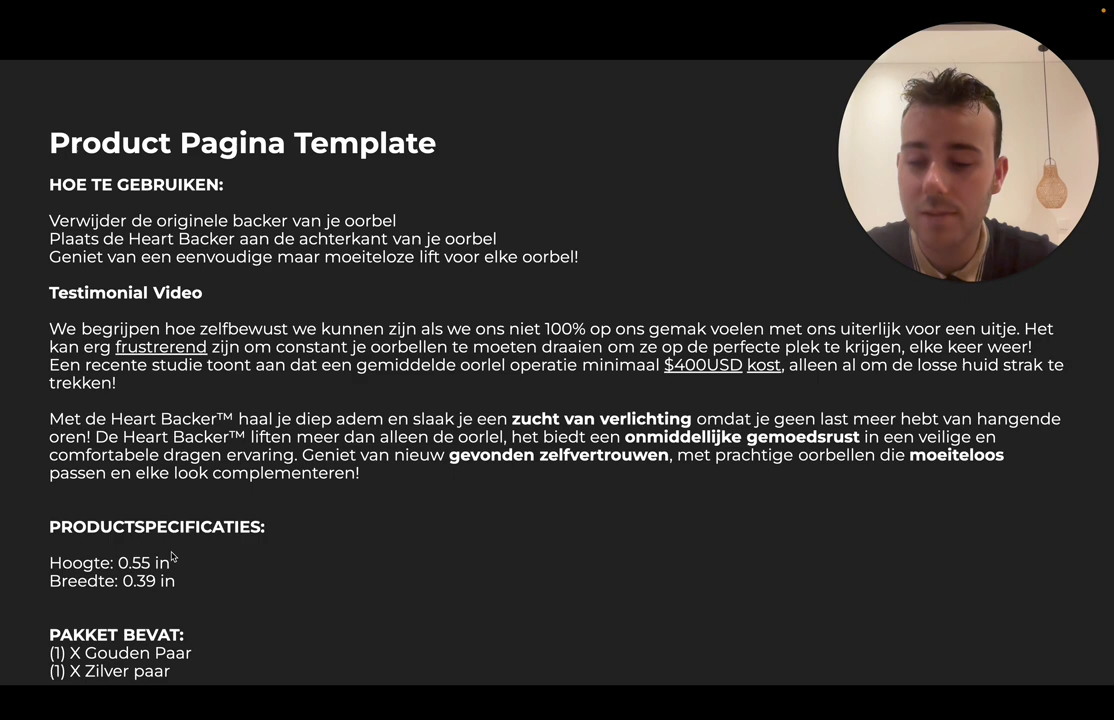 Product Pagina Template
HOE TE GEBRUIKEN:
Verwijder de originele backer van je oorbel
Plaats de Heart Backer aan de achterkant van je oorbel
Geniet van een eenvoudige maar moeiteloze lift voor elke oorbel!
Testimonial Video
We begrijpen hoe zelfbewust we kunnen zijn als we ons niet 100% op ons gemak voelen met ons uiterlijk voor een uitje. Het
kan erg frustrerend zijn om constant je oorbellen te moeten draaien om ze op de perfecte plek te krijgen, elke keer weer!
Een recente studie toont aan dat een gemiddelde oorlel operatie minimaal $400USD kost, alleen al om de losse huid strak te
trekken!
Met de Heart Backer™ haal je diep adem en slaak je een zucht van verlichting omdat je geen last meer hebt van hangende
oren! De Heart Backer™ liften meer dan alleen de oorlel, het biedt een onmiddellijke gemoedsrust in een veilige en
comfortabele dragen ervaring. Geniet van nieuw gevonden zelfvertrouwen, met prachtige oorbellen die moeiteloos
passen en elke look complementeren!
PRODUCTSPECIFICATIES:
Hoogte: 0.55 in
Breedte: 0.39 in
PAKKET BEVAT:
(1) X Gouden Paar
(1) X Zilver paar